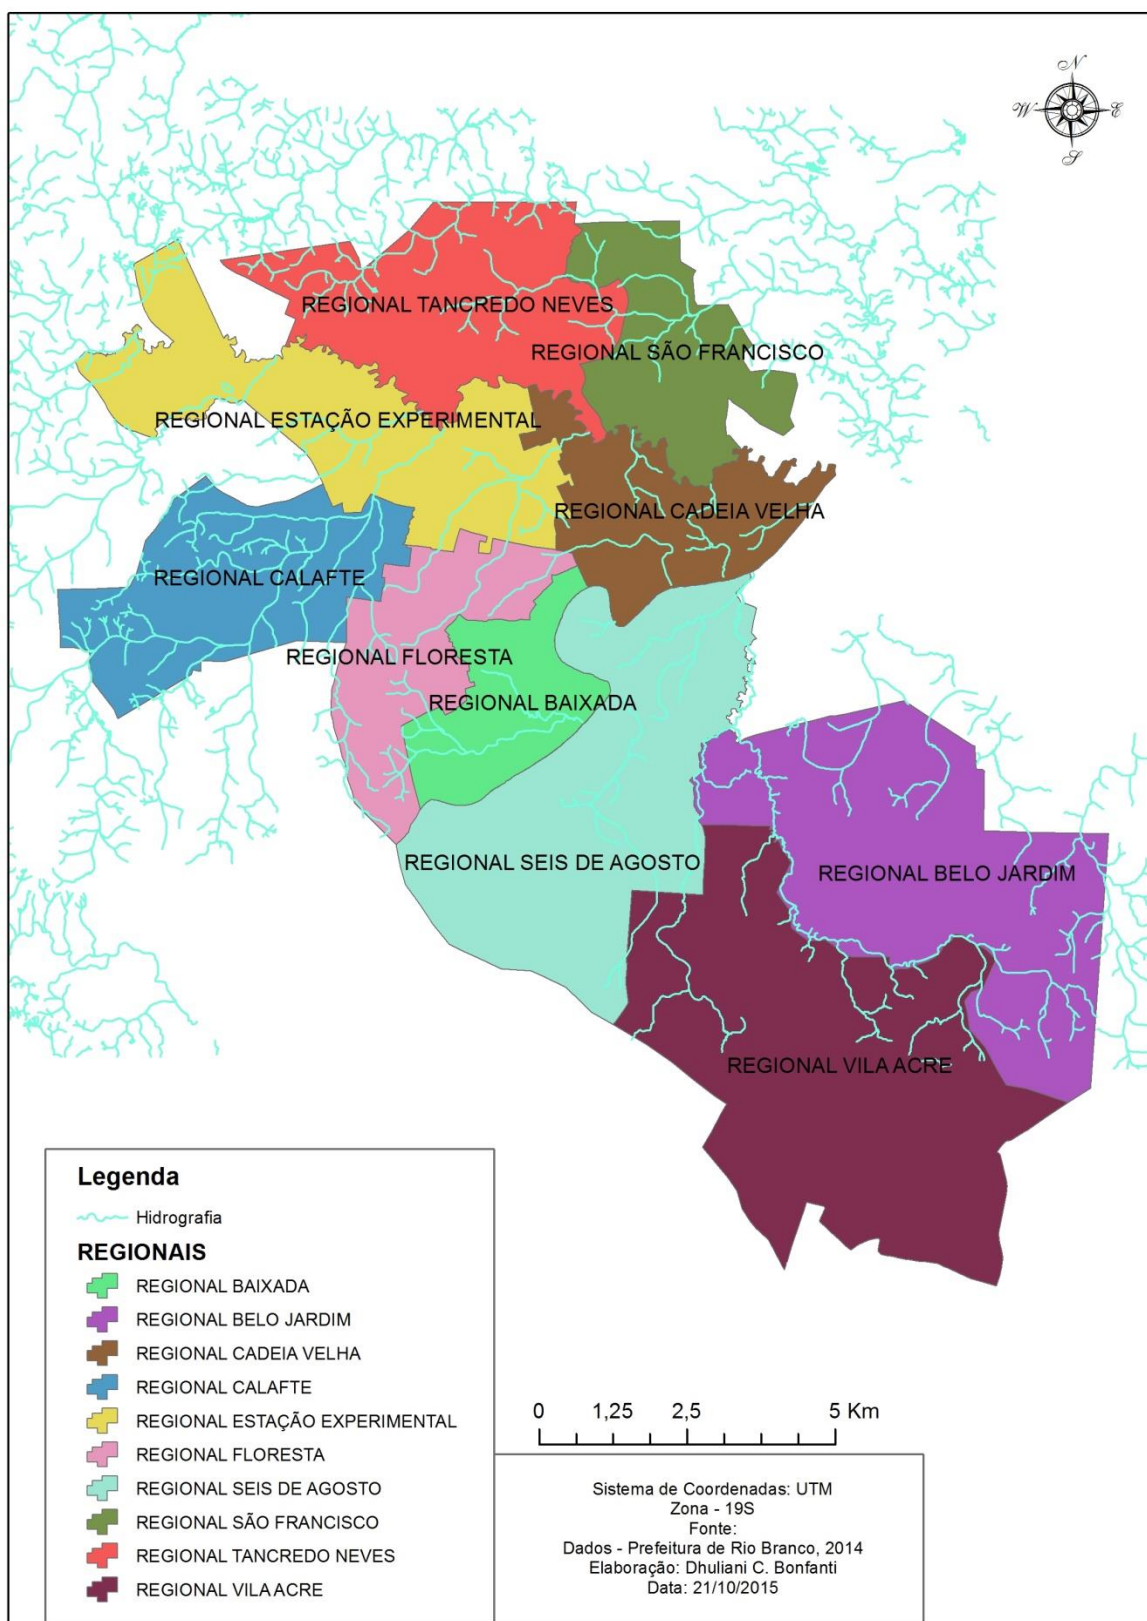 N
W E
S
REGIONAL TANCREDO NEVES
REGIONAL SÃO FRANCISCO
REGIONAL ESTAÇÃO EXPERIMENTAL
REGIONAL CADEIA VELHA
REGIONAL CALAFTE
REGIONAL FLORESTA
REGIONAL BAIXADA
REGIONAL SEIS DE AGOSTO
REGIONAL BELO JARDIM
REGIONAL VILA ACRE
Legenda
Hidrografia
REGIONAIS
REGIONAL BAIXADA
REGIONAL BELO JARDIM
REGIONAL CADEIA VELHA
REGIONAL CALAFTE
REGIONAL ESTAÇÃO EXPERIMENTAL
REGIONAL FLORESTA
REGIONAL SEIS DE AGOSTO
REGIONAL SÃO FRANCISCO
REGIONAL TANCREDO NEVES
REGIONAL VILA ACRE
0 1,25 2,5 5 Km
Sistema de Coordenadas: UTM
Zona - 19S
Fonte:
Dados - Prefeitura de Rio Branco, 2014
Elaboração: Dhuliani C. Bonfanti
Data: 21/10/2015